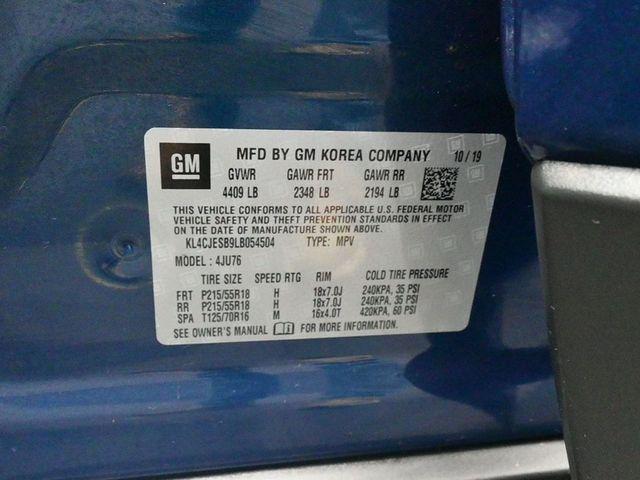 GM MFD BY GM KOREA COMPANY 10/19
GVWR GAWR FRT GAWR RR
4409 LB 2348 LB 2194 LB
THIS VEHICLE CONFORMS TO ALL APPLICABLE U.S. FEDERAL MOTOR
VEHICLE SAFETY AND THEFT PREVENTION STANDARDS IN EFFECT
ON THE DATE OF MANUFACTURE SHOWN ABOVE.
KL4CJESB9LB054504 TYPE: MPV
MODEL : 4JU76
TIRE SIZE SPEED RTG RIM COLD TIRE PRESSURE
FRT P215/55R18 H 18x7.0J 240KPA, 35 PSI
RR P215/55R18 H 18x7.0J 240KPA, 35 PSI
SPA T125/70R16 M 16x4.0T 420KPA, 60 PSI
SEE OWNER'S MANUAL FOR MORE INFORMATION.